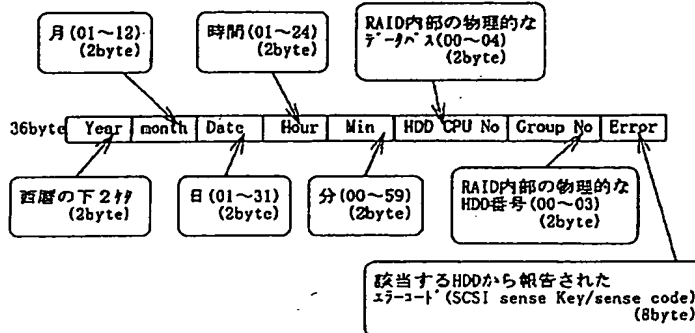 月(01～12)
(2byte)
時間(01～24)
(2byte)
RAID内部の物理的な
ﾃﾞｰﾀﾊﾞｽ(00～04)
(2byte)
36byte Year month Date Hour Min HDD CPU No Group No Error
西暦の下2ｹﾀ
(2byte)
日(01～31)
(2byte)
分(00～59)
(2byte)
RAID内部の物理的な
HDD番号(00～03)
(2byte)
該当するHDDから報告された
ｴﾗｰｺｰﾄﾞ(SCSI sense Key/sense code)
(8byte)